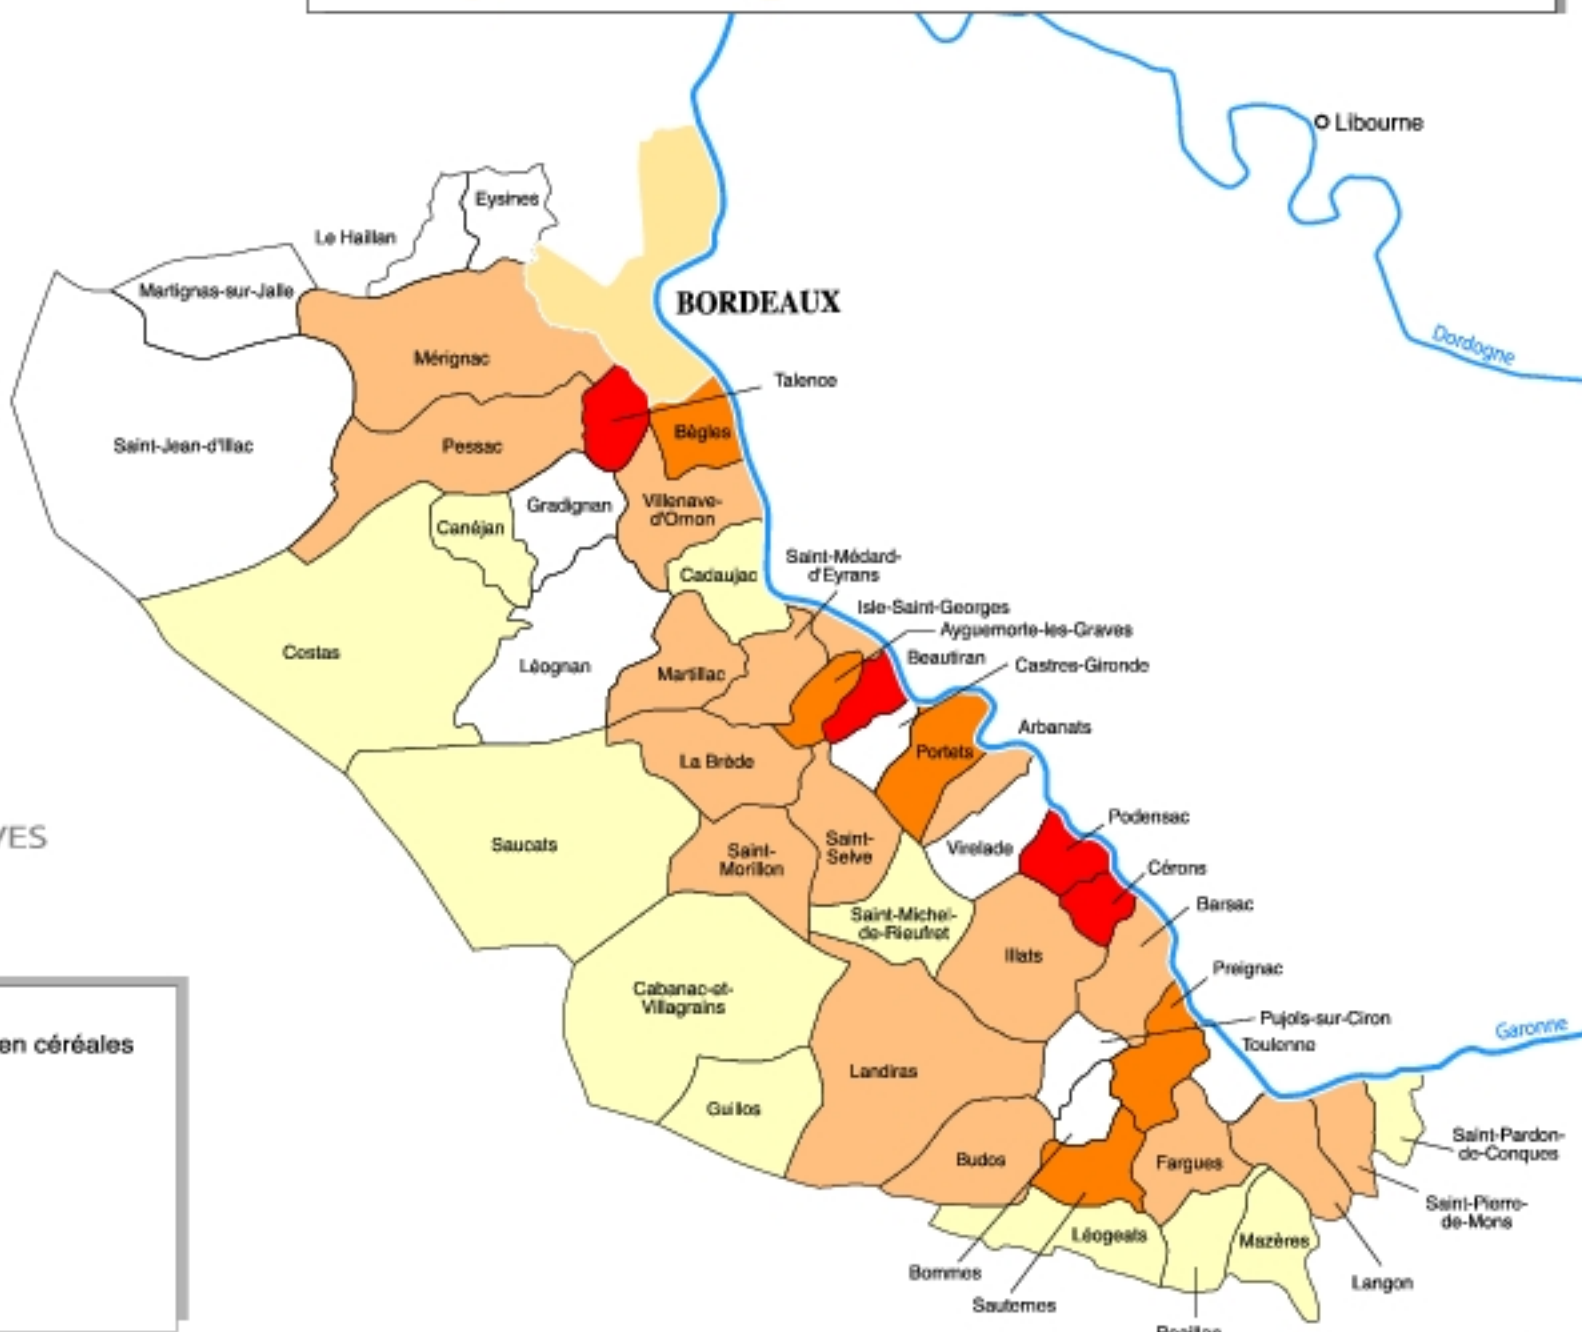 Libourne
Eysines
Le Haillan
Martignas-sur-Jalle
BORDEAUX
Dordogne
Mérignac
Talence
Saint-Jean-d'Illac
Pessac
Bègles
Gradignan
Villenave-
d'Ornon
Canéjan
Saint-Médard-
d'Eyrans
Cadaujac
Isle-Saint-Georges
Ayguemorte-les-Graves
Costas
Léognan
Beautiran
Castres-Gironde
Martillac
Arbanats
La Brède
Portets
Podensac
VES
Saucats
Saint-
Morillon
Saint-
Selve
Virelade
Cérons
Barsac
Saint-Michel-
de-Rieufret
Illats
Preignac
Cabanac-et-
Villagrains
Pujols-sur-Ciron
Garonne
en céréales
Toulenne
Landiras
Guillos
Saint-Pardon-
de-Conques
Budos
Fargues
Saint-Pierre-
de-Mons
Léogeats
Mazères
Bommes
Langon
Sauternes